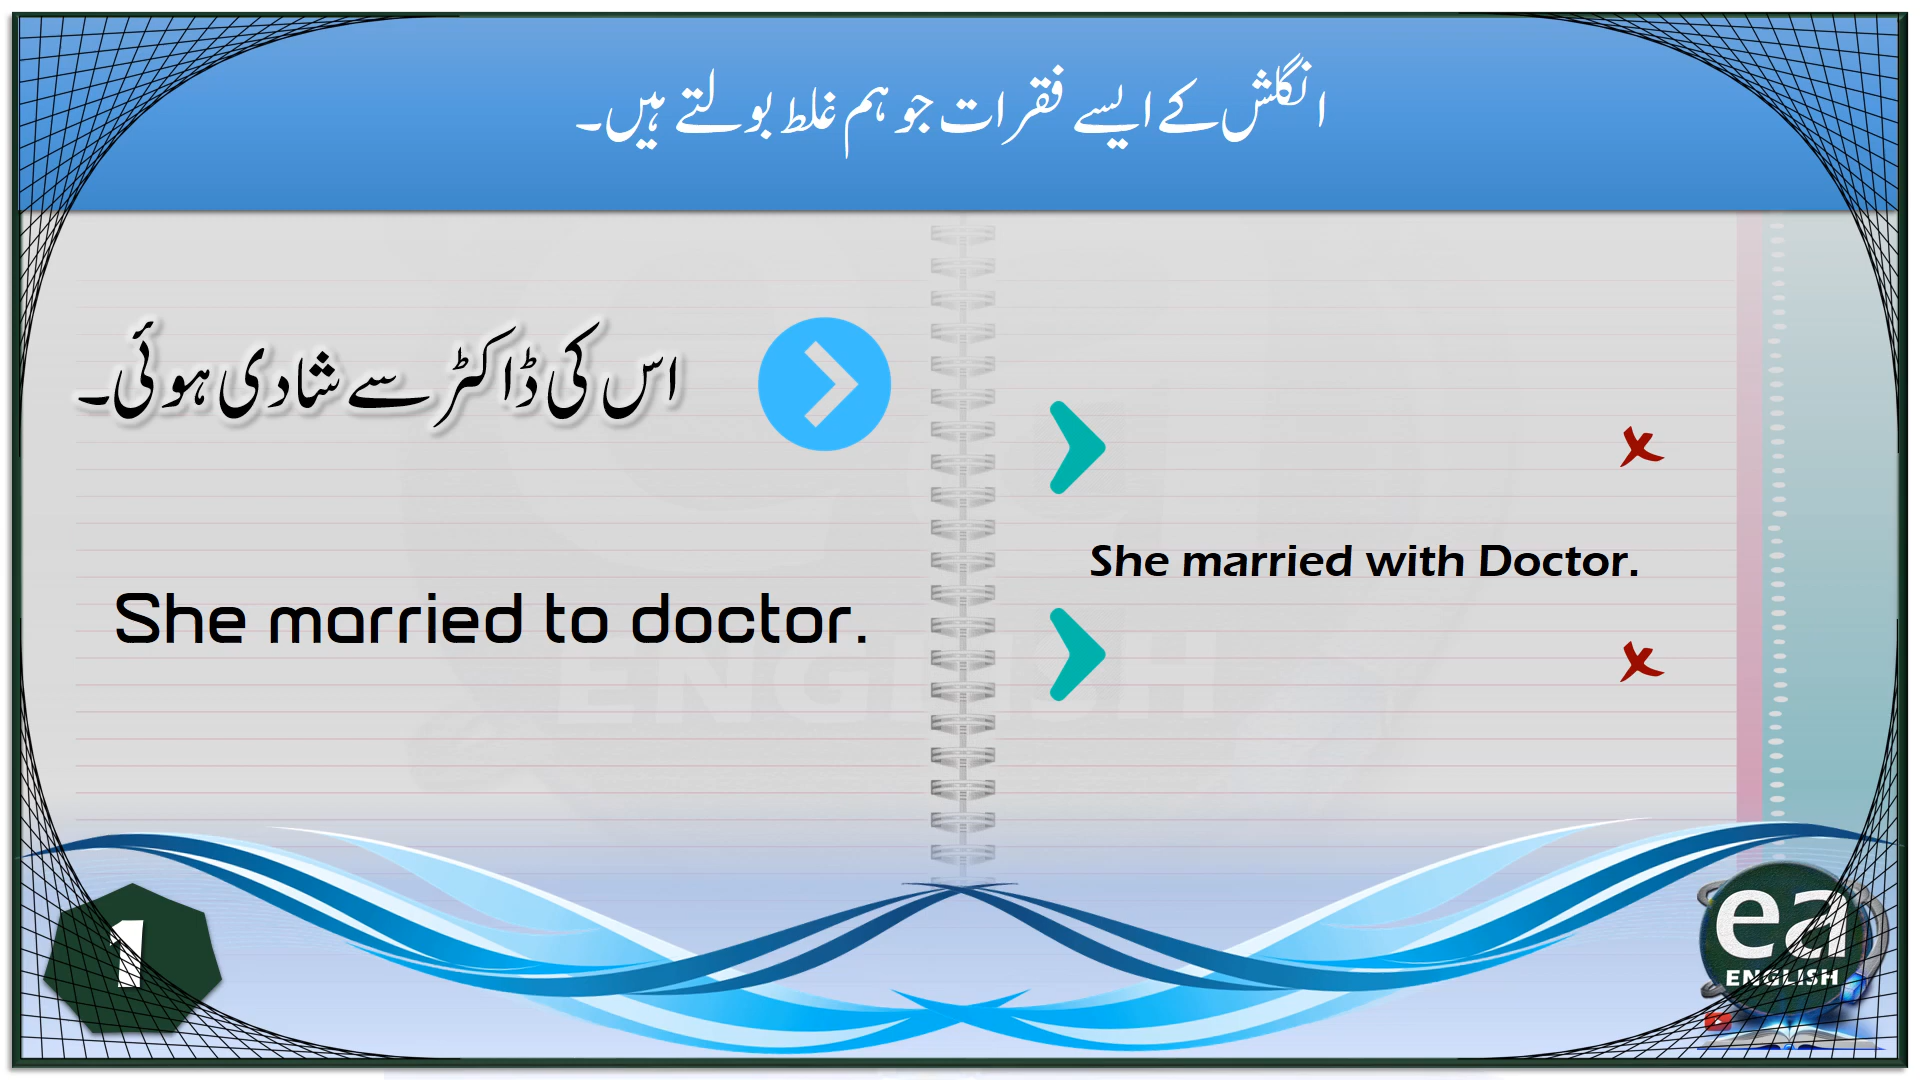 انگلش کے ایسے فقرات جو ہم غلط بولتے ہیں۔
اس کی ڈاکٹر سے شادی ہوئی۔
She married to doctor.
She married with Doctor.
1
ea
ENGLISH
ENGLISH